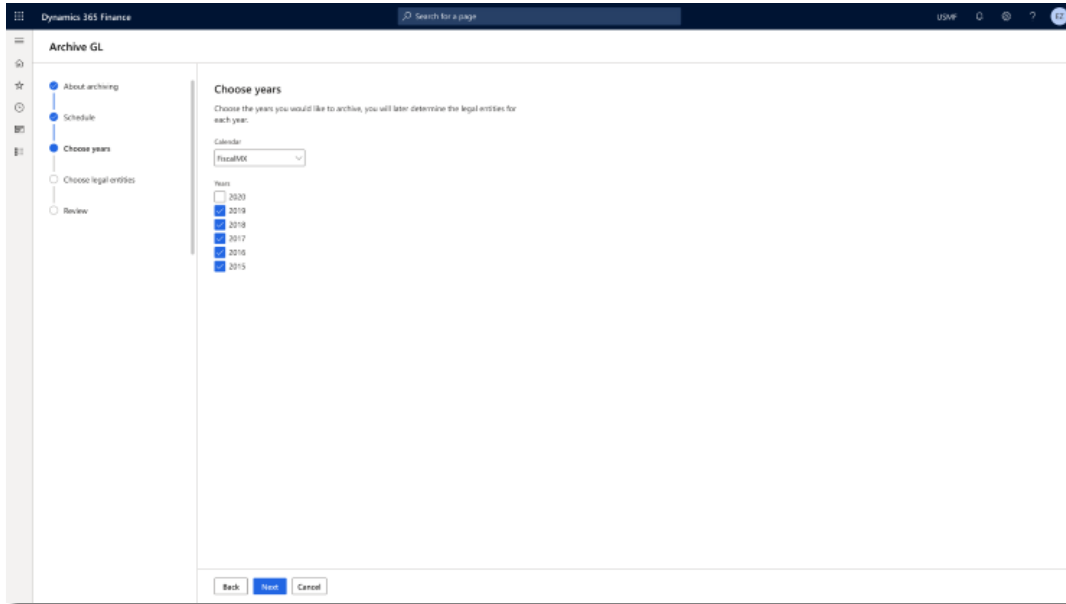 Dynamics 365 Finance
Search for a page
USMF
?
EZ
Archive GL
About archiving
Schedule
Choose years
Choose legal entities
Review
Choose years
Choose the years you would like to archive, you will later determine the legal entities for
each year.
Calendar
FiscalMX
Years
2020
2019
2018
2017
2016
2015
Back
Next
Cancel